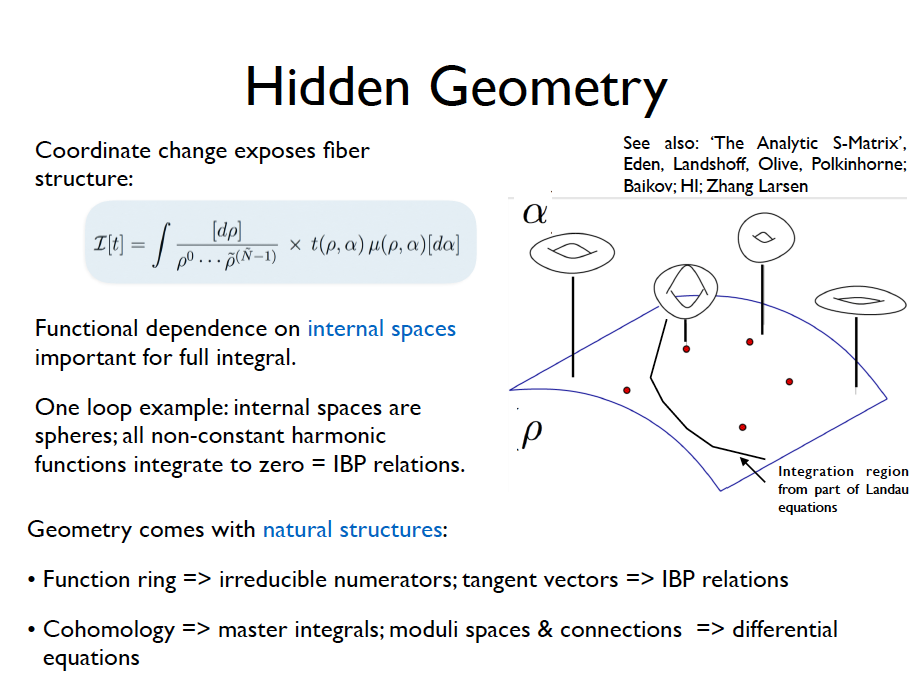 Hidden Geometry
Coordinate change exposes fiber
structure:
See also: ‘The Analytic S-Matrix’,
Eden, Landshoff, Olive, Polkinhorne;
Baikov; HI; Zhang Larsen
$\mathcal{I}[t] = \int \frac{[d\rho]}{\rho^0 \cdots \tilde{\rho}^{(\tilde{N}-1)}} \times t(\rho, \alpha)\, \mu(\rho, \alpha)[d\alpha]$
α
Functional dependence on internal spaces
important for full integral.
One loop example: internal spaces are
spheres; all non-constant harmonic
functions integrate to zero = IBP relations.
ρ
Integration region
from part of Landau
equations
Geometry comes with natural structures:
• Function ring => irreducible numerators; tangent vectors => IBP relations
• Cohomology => master integrals; moduli spaces & connections => differential
equations